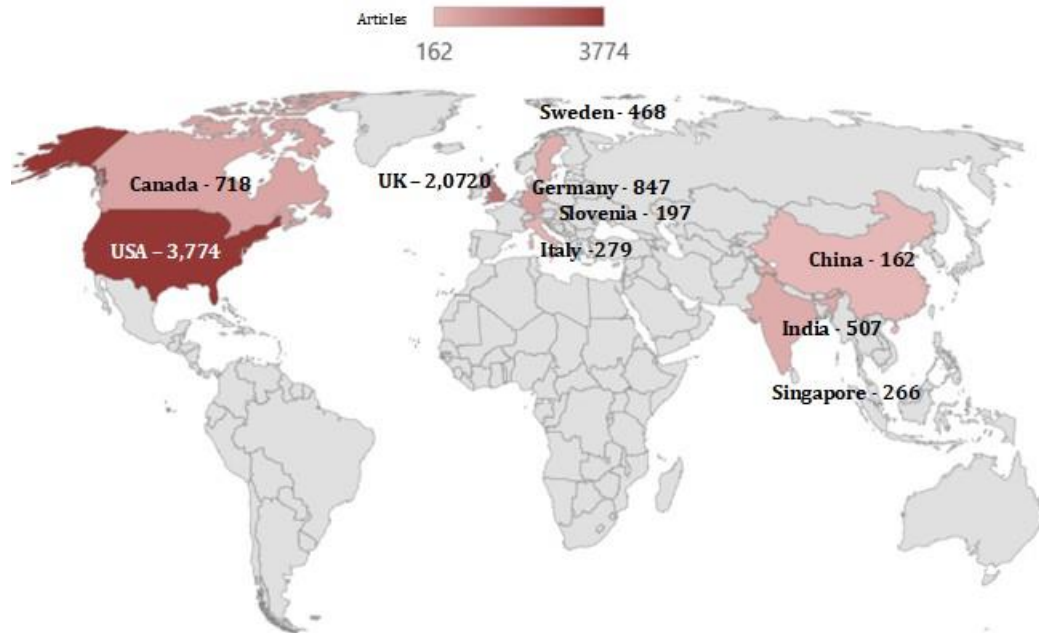 Articles
162 3774
Sweden - 468
Canada - 718
UK – 2,0720
Germany - 847
Slovenia - 197
USA – 3,774
Italy -279
China - 162
India - 507
Singapore - 266